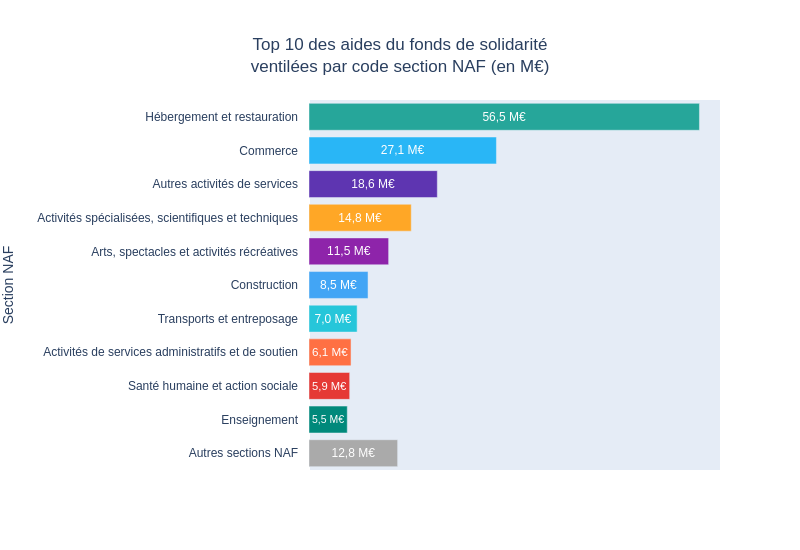 Top 10 des aides du fonds de solidarité
ventilées par code section NAF (en M€)
Section NAF
Hébergement et restauration 56,5 M€
Commerce 27,1 M€
Autres activités de services 18,6 M€
Activités spécialisées, scientifiques et techniques 14,8 M€
Arts, spectacles et activités récréatives 11,5 M€
Construction 8,5 M€
Transports et entreposage 7,0 M€
Activités de services administratifs et de soutien 6,1 M€
Santé humaine et action sociale 5,9 M€
Enseignement 5,5 M€
Autres sections NAF 12,8 M€